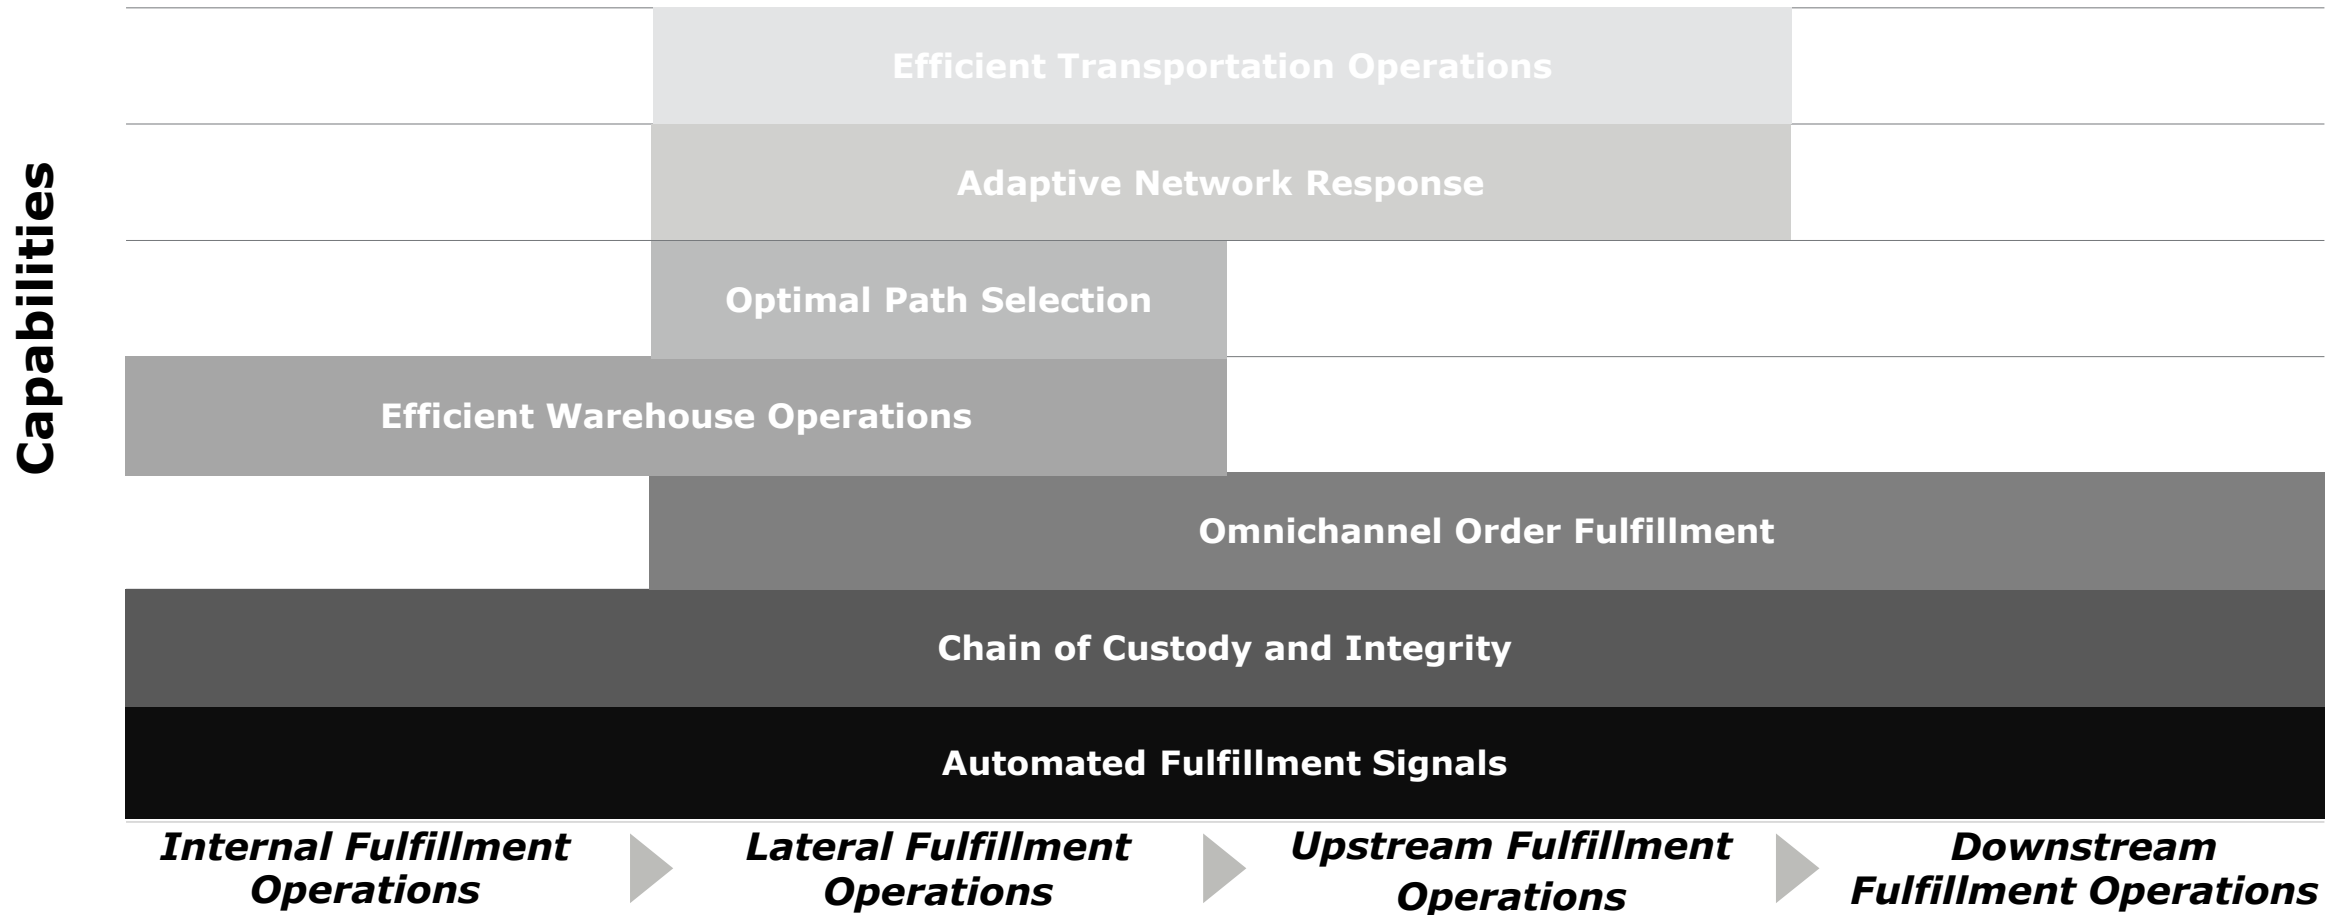 Capabilities
Efficient Transportation Operations
Adaptive Network Response
Optimal Path Selection
Efficient Warehouse Operations
Omnichannel Order Fulfillment
Chain of Custody and Integrity
Automated Fulfillment Signals
Internal Fulfillment
Operations
Lateral Fulfillment
Operations
Upstream Fulfillment
Operations
Downstream
Fulfillment Operations